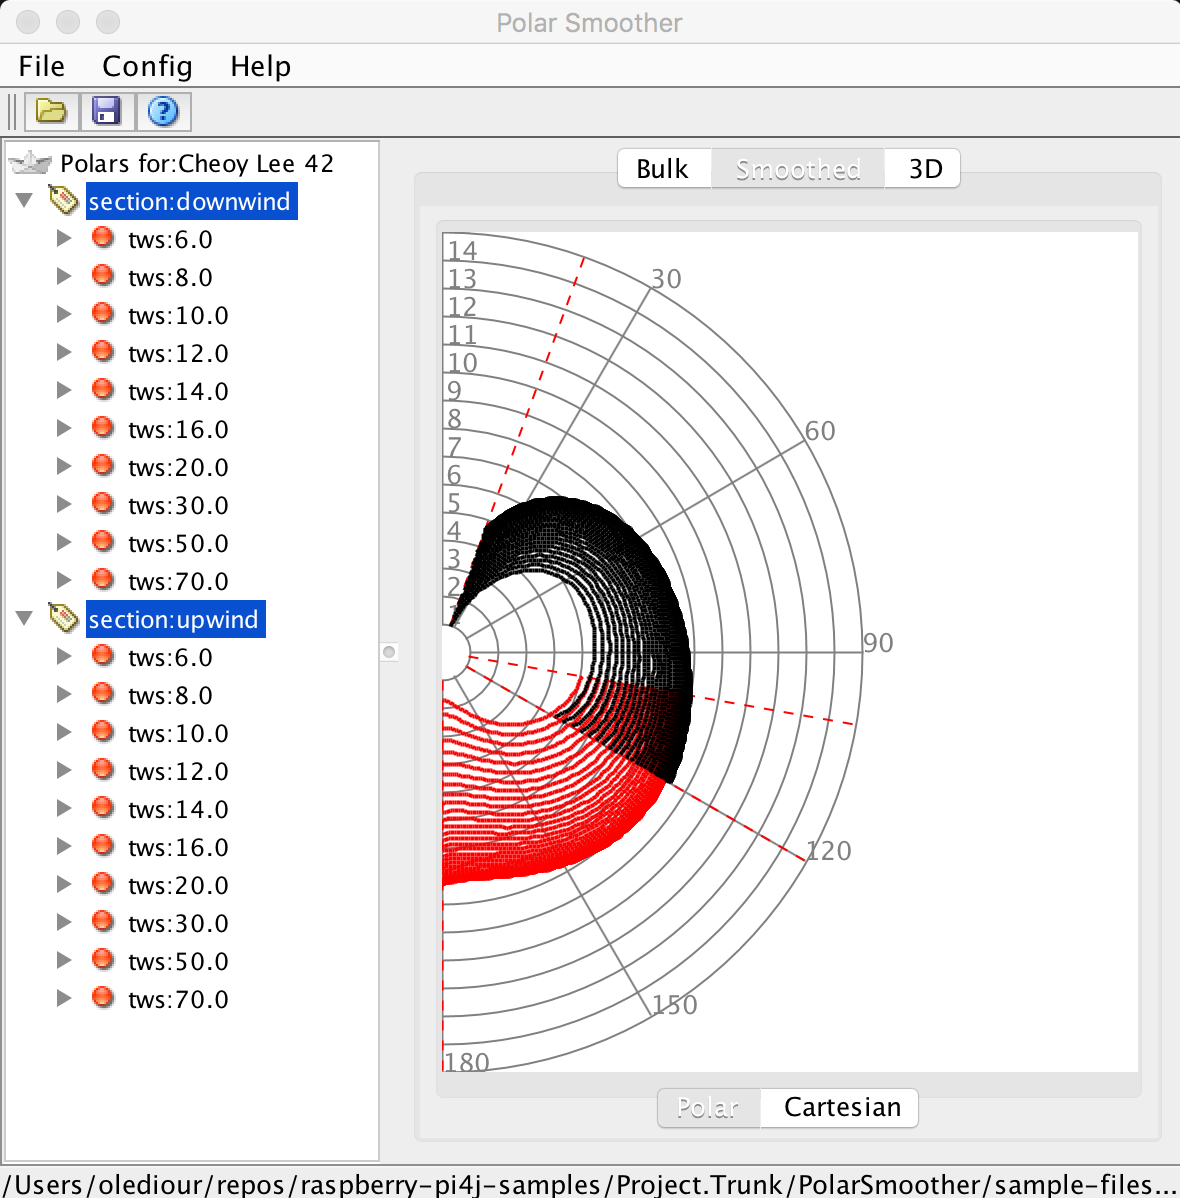 Polar Smoother
File Config Help
Polars for:Cheoy Lee 42
section:downwind
tws:6.0
tws:8.0
tws:10.0
tws:12.0
tws:14.0
tws:16.0
tws:20.0
tws:30.0
tws:50.0
tws:70.0
section:upwind
tws:6.0
tws:8.0
tws:10.0
tws:12.0
tws:14.0
tws:16.0
tws:20.0
tws:30.0
tws:50.0
tws:70.0
Bulk Smoothed 3D
14
13
12
11
10
9
8
7
6
5
4
3
2
30
60
90
120
150
180
Polar Cartesian
/Users/olediour/repos/raspberry-pi4j-samples/Project.Trunk/PolarSmoother/sample-files...